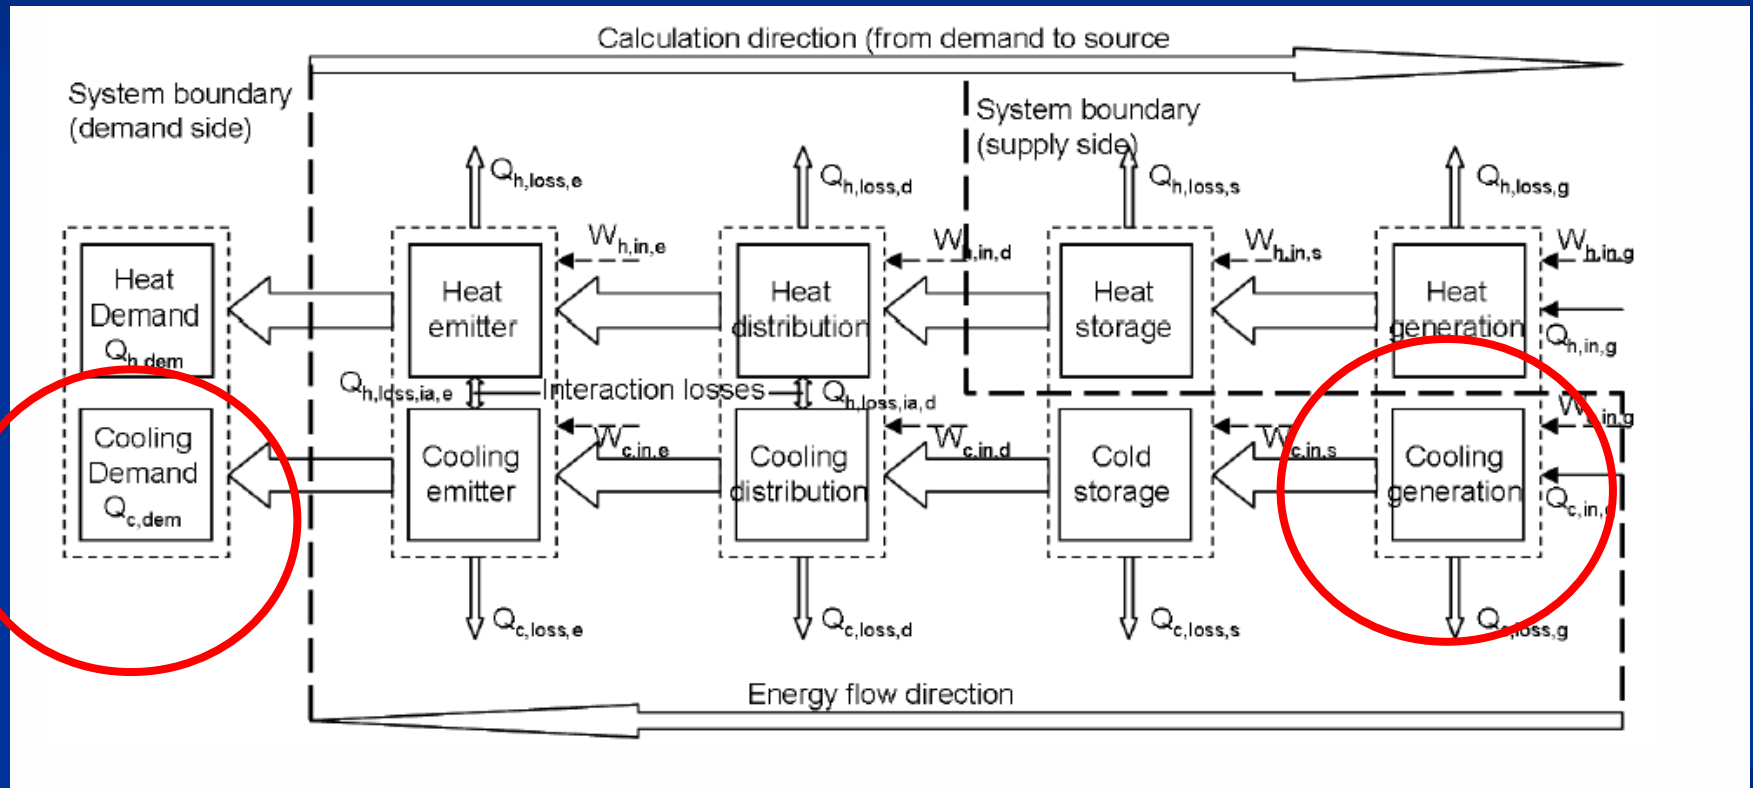 Calculation direction (from demand to source
System boundary
(demand side)
System boundary
(supply side)
Qh,loss,e
Qh,loss,d
Qh,loss,s
Qh,loss,g
Wh,in,e
Wh,in,d
Wh,in,s
Wh,in,g
Heat
Demand
Qh,dem
Heat
emitter
Heat
distribution
Heat
storage
Heat
generation
Qh,in,g
Qh,loss,ia,e
Interaction losses
Qh,loss,ia,d
Cooling
Demand
Qc,dem
Cooling
emitter
Wc,in,e
Cooling
distribution
Wc,in,d
Cold
storage
Wc,in,s
Cooling
generation
Qc,loss,e
Qc,loss,d
Qc,loss,s
Qc,loss,g
Energy flow direction